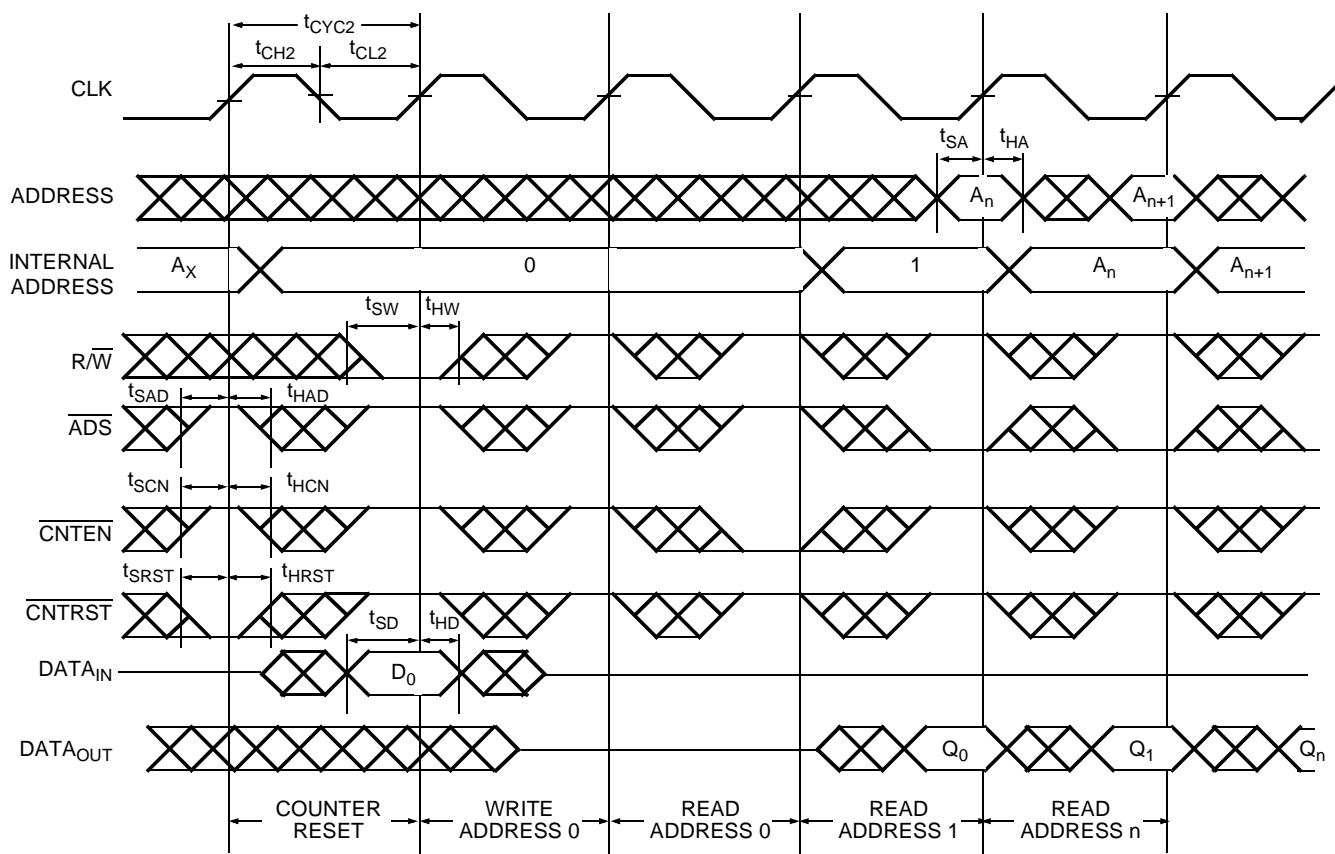 tCYC2
tCH2
tCL2
CLK
tSA
tHA
ADDRESS
An
An+1
INTERNAL
ADDRESS
AX
0
1
An
An+1
tSW
tHW
R/W
tSAD
tHAD
ADS
tSCN
tHCN
CNTEN
tSRST
tHRST
CNTRST
tSD
tHD
DATAIN
D0
DATAOUT
Q0
Q1
Qn
COUNTER
RESET
WRITE
ADDRESS 0
READ
ADDRESS 0
READ
ADDRESS 1
READ
ADDRESS n